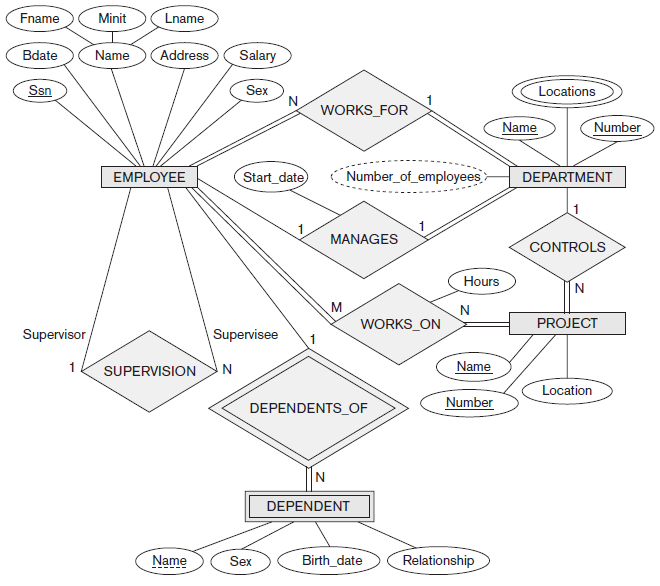 Fname Minit Lname
Bdate Name Address Salary
Ssn Sex
N WORKS_FOR 1
Locations
Name Number
EMPLOYEE Start_date Number_of_employees DEPARTMENT
1 MANAGES 1
1
CONTROLS
N
Hours
M WORKS_ON N PROJECT
Supervisor Supervisee
1 SUPERVISION N
1
Name
Number Location
DEPENDENTS_OF
N
DEPENDENT
Name Sex Birth_date Relationship